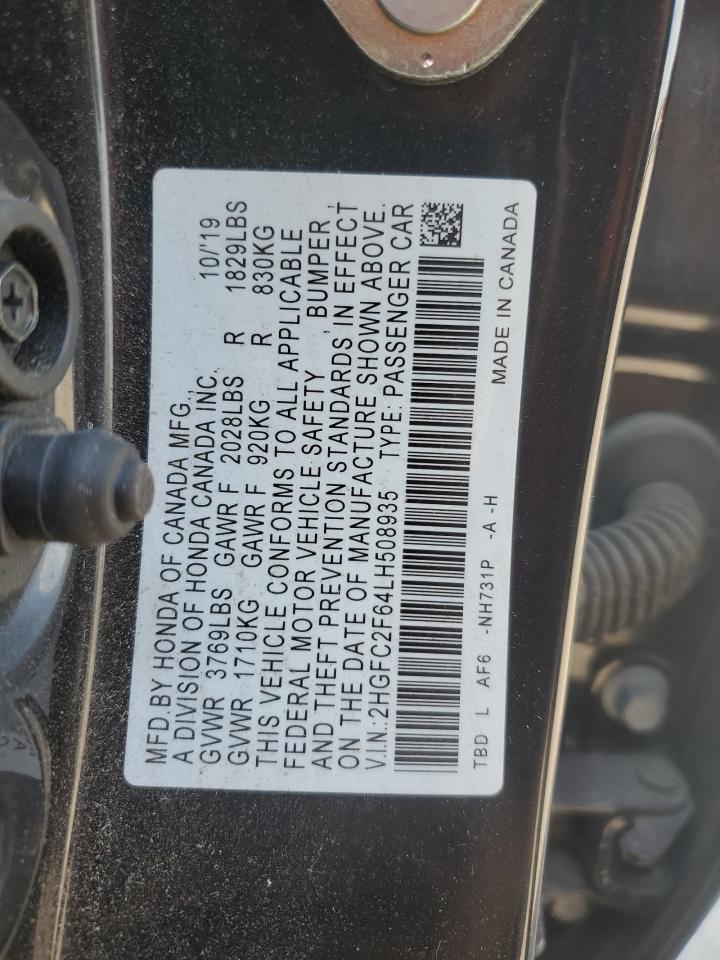 MFD.BY HONDA OF CANADA MFG., 10/'19
A DIVISION OF HONDA CANADA INC.
GVWR 3769LBS GAWR F 2028LBS R 1829LBS
GVWR 1710KG GAWR F 920KG R 830KG
THIS VEHICLE CONFORMS TO ALL APPLICABLE
FEDERAL MOTOR VEHICLE SAFETY, BUMPER,
AND THEFT PREVENTION STANDARDS IN EFFECT
ON THE DATE OF MANUFACTURE SHOWN ABOVE.
V.I.N.:2HGFC2F64LH508935 TYPE: PASSENGER CAR
TBD L AF6 -NH731P -A -H
MADE IN CANADA